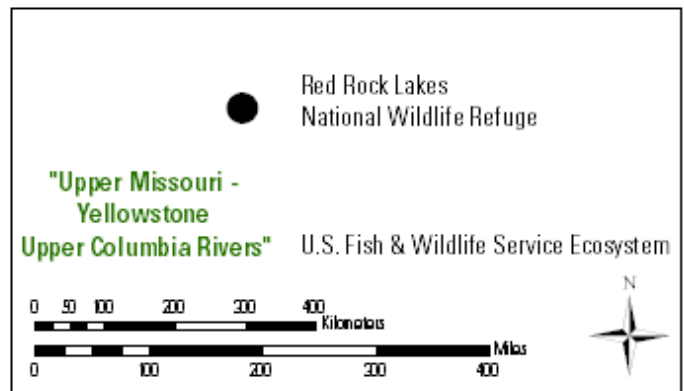 Red Rock Lakes
National Wildlife Refuge
"Upper Missouri -
Yellowstone
Upper Columbia Rivers"
U.S. Fish & Wildlife Service Ecosystem
N
0 50 100 200 300 400
Kilometers
Miles
0 100 200 300 400